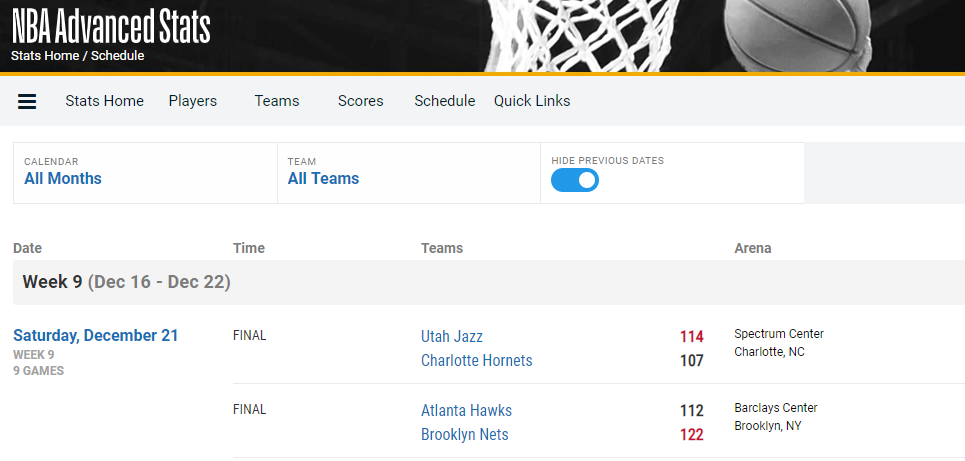 NBA Advanced Stats
Stats Home / Schedule
Stats Home Players Teams Scores Schedule Quick Links
CALENDAR TEAM HIDE PREVIOUS DATES
All Months All Teams
Date Time Teams Arena
Week 9 (Dec 16 - Dec 22)
Saturday, December 21 FINAL Utah Jazz 114 Spectrum Center
WEEK 9 Charlotte Hornets 107 Charlotte, NC
9 GAMES
FINAL Atlanta Hawks 112 Barclays Center
Brooklyn Nets 122 Brooklyn, NY